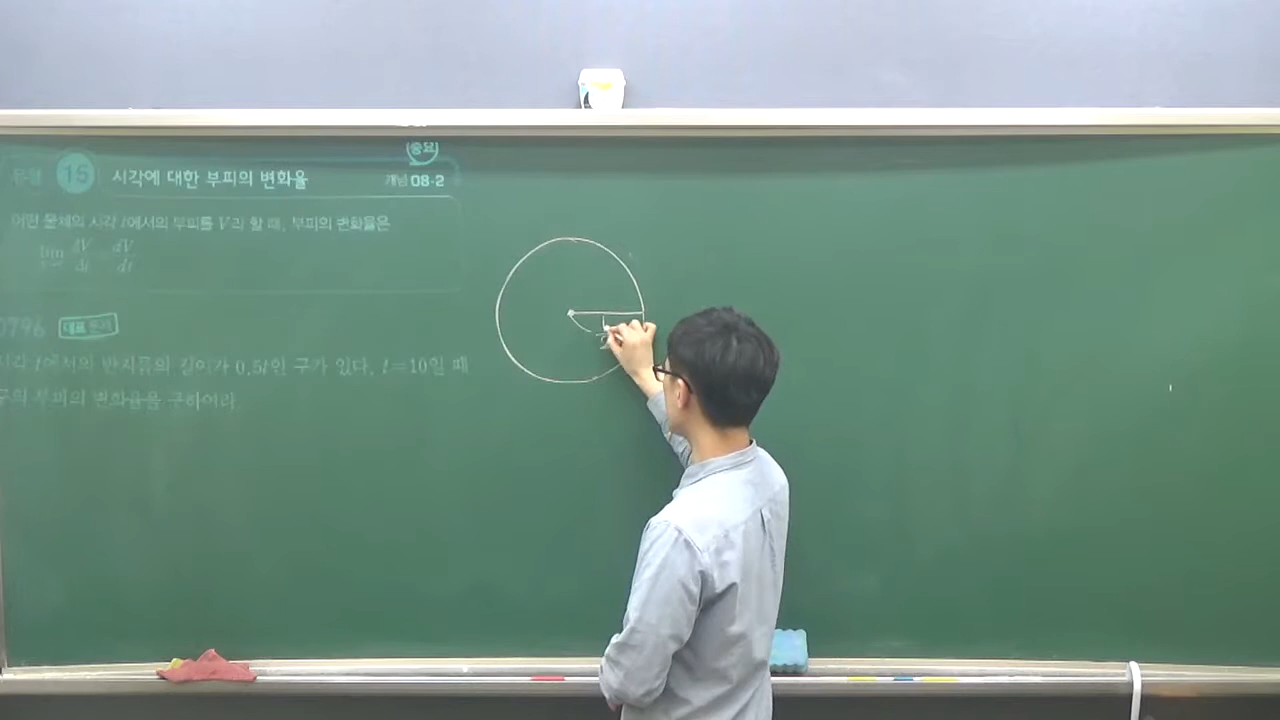 중요
유형 15 시각에 대한 부피의 변화율 개념 08-2
어떤 물체의 시각 t에서의 부피를 V라 할 때, 부피의 변화율은
lim ΔV/Δt = dV/dt
0796 대표 문제
시각 t에서의 반지름의 길이가 0.5t인 구가 있다. t=10일 때
구의 부피의 변화율을 구하여라.